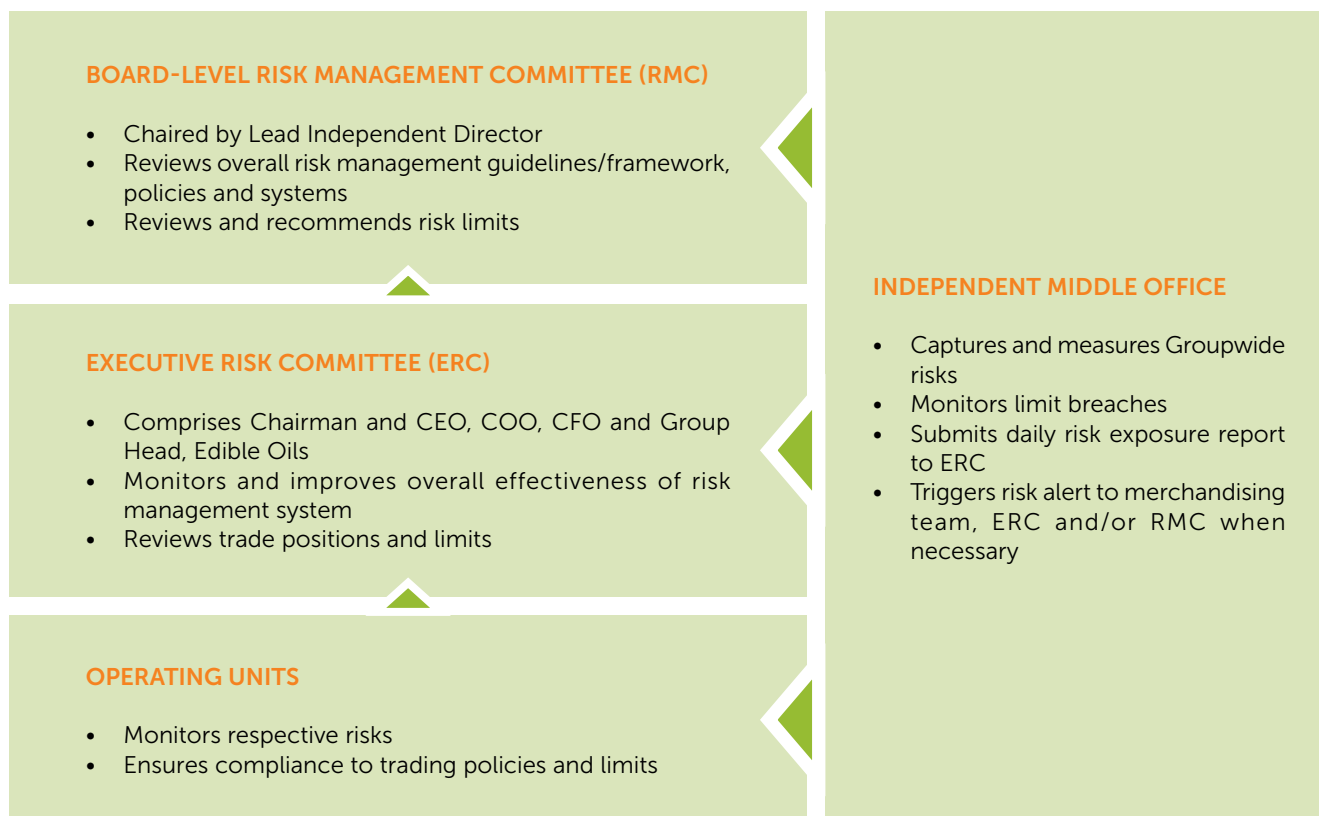 BOARD-LEVEL RISK MANAGEMENT COMMITTEE (RMC)
• Chaired by Lead Independent Director
• Reviews overall risk management guidelines/framework,
policies and systems
• Reviews and recommends risk limits
EXECUTIVE RISK COMMITTEE (ERC)
• Comprises Chairman and CEO, COO, CFO and Group
Head, Edible Oils
• Monitors and improves overall effectiveness of risk
management system
• Reviews trade positions and limits
OPERATING UNITS
• Monitors respective risks
• Ensures compliance to trading policies and limits
INDEPENDENT MIDDLE OFFICE
• Captures and measures Groupwide
risks
• Monitors limit breaches
• Submits daily risk exposure report
to ERC
• Triggers risk alert to merchandising
team, ERC and/or RMC when
necessary